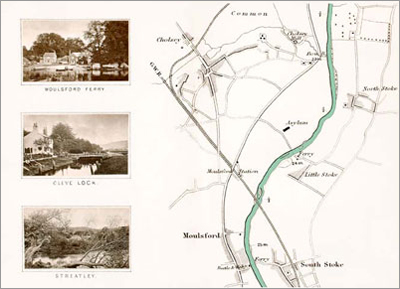 MOULSFORD FERRY
CLEVE LOCK
STREATLEY
Common
Cholsey
G.W.R.
Ferry
North Stoke
Asylum
Ferry
Little Stoke
Moulsford Station
Moulsford
Ferry
South Stoke